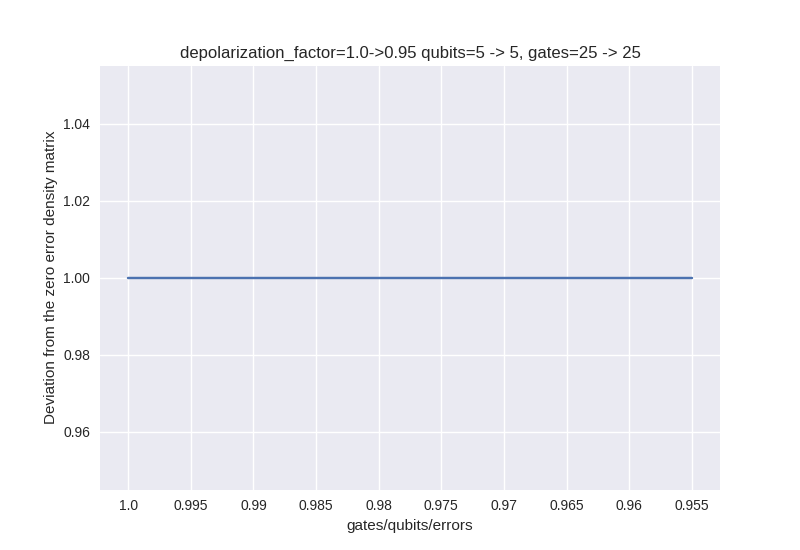 depolarization_factor=1.0->0.95 qubits=5 -> 5, gates=25 -> 25
Deviation from the zero error density matrix
1.04
1.02
1.00
0.98
0.96
1.0 0.995 0.99 0.985 0.98 0.975 0.97 0.965 0.96 0.955
gates/qubits/errors